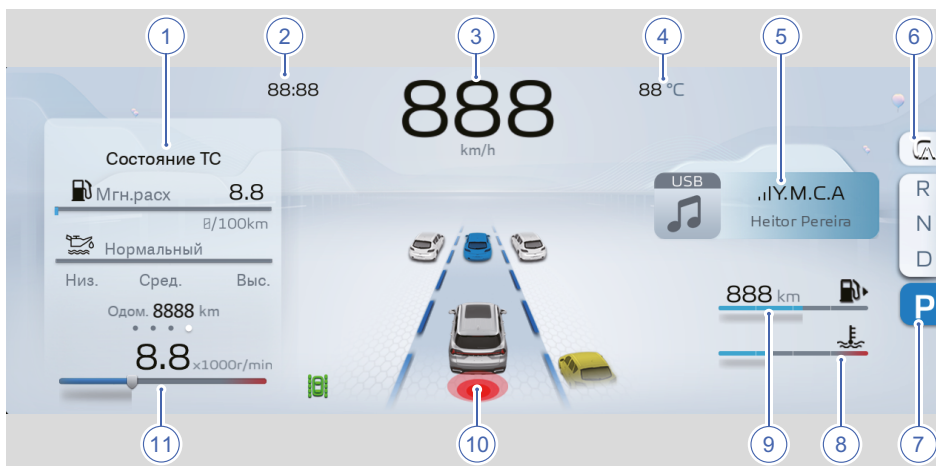 1
2
3
4
5
6
88:88
888
km/h
88 °C
Состояние ТС
Мгн.расх 8.8
/100km
Нормальный
Низ. Сред. Выс.
Одом. 8888 km
8.8 x1000r/min
USB
Y.M.C.A
Heitor Pereira
888 km
R
N
D
P
11
10
9
8
7